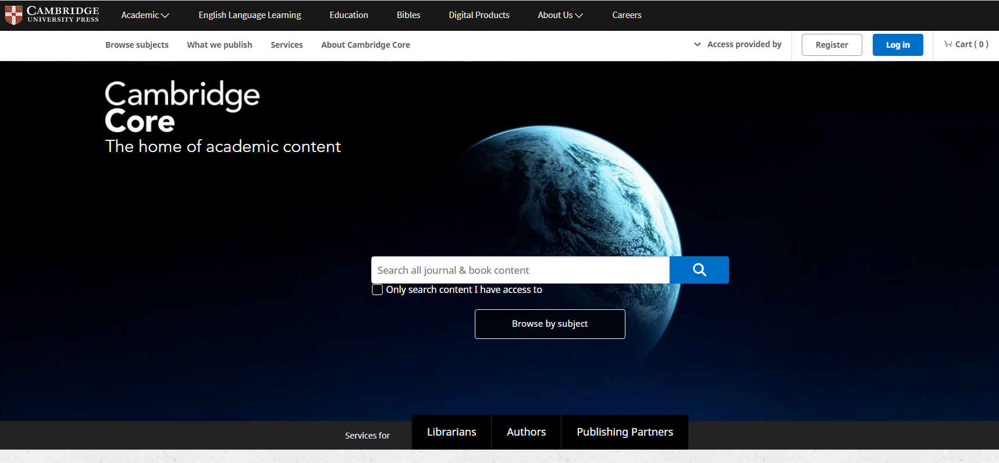 CAMBRIDGE
UNIVERSITY PRESS
Academic English Language Learning Education Bibles Digital Products About Us Careers
Browse subjects What we publish Services About Cambridge Core Access provided by Register Log in Cart ( 0 )
Cambridge
Core
The home of academic content
Search all journal & book content
Only search content I have access to
Browse by subject
Services for Librarians Authors Publishing Partners